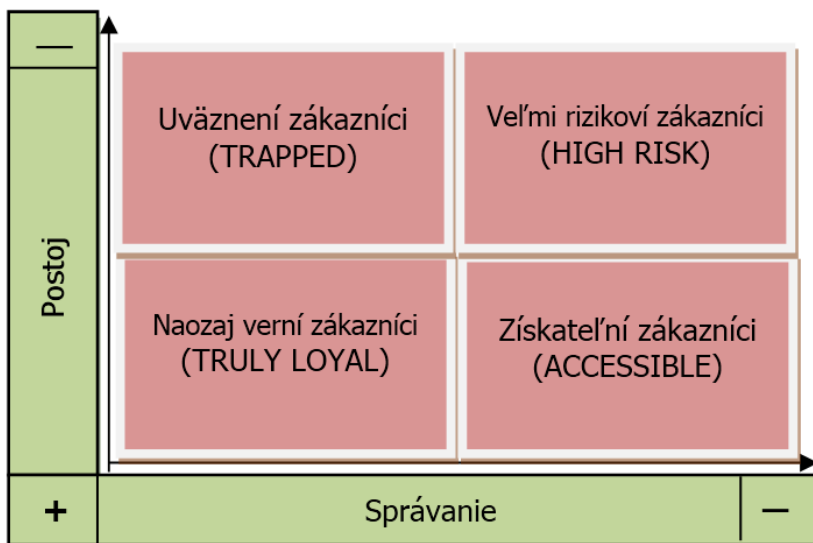 —
Postoj
Uväznení zákazníci
(TRAPPED)
Veľmi rizikoví zákazníci
(HIGH RISK)
Naozaj verní zákazníci
(TRULY LOYAL)
Získateľní zákazníci
(ACCESSIBLE)
+
Správanie
—